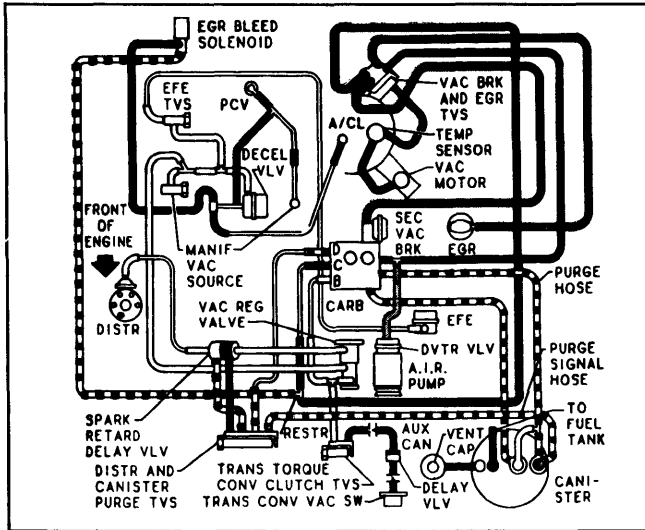 EGR BLEED
SOLENOID
EFE
TVS
PCV
A/CL
DECEL
VLV
VAC BRK
AND EGR
TVS
TEMP
SENSOR
VAC
MOTOR
FRONT
OF
ENGINE
MANIF
VAC
SOURCE
SEC
VAC
BRK
EGR
DISTR
VAC REG
VALVE
D
C
B
CARB
PURGE
HOSE
EFE
DVTR VLV
A.I.R.
PUMP
PURGE
SIGNAL
HOSE
SPARK
RETARD
DELAY VLV
DISTR AND
CANISTER
PURGE TVS
RESTR
TRANS TORQUE
CONV CLUTCH TVS
TRANS CONV VAC SW
AUX
CAN
DELAY
VLV
VENT
CAP
TO
FUEL
TANK
CANI-
STER